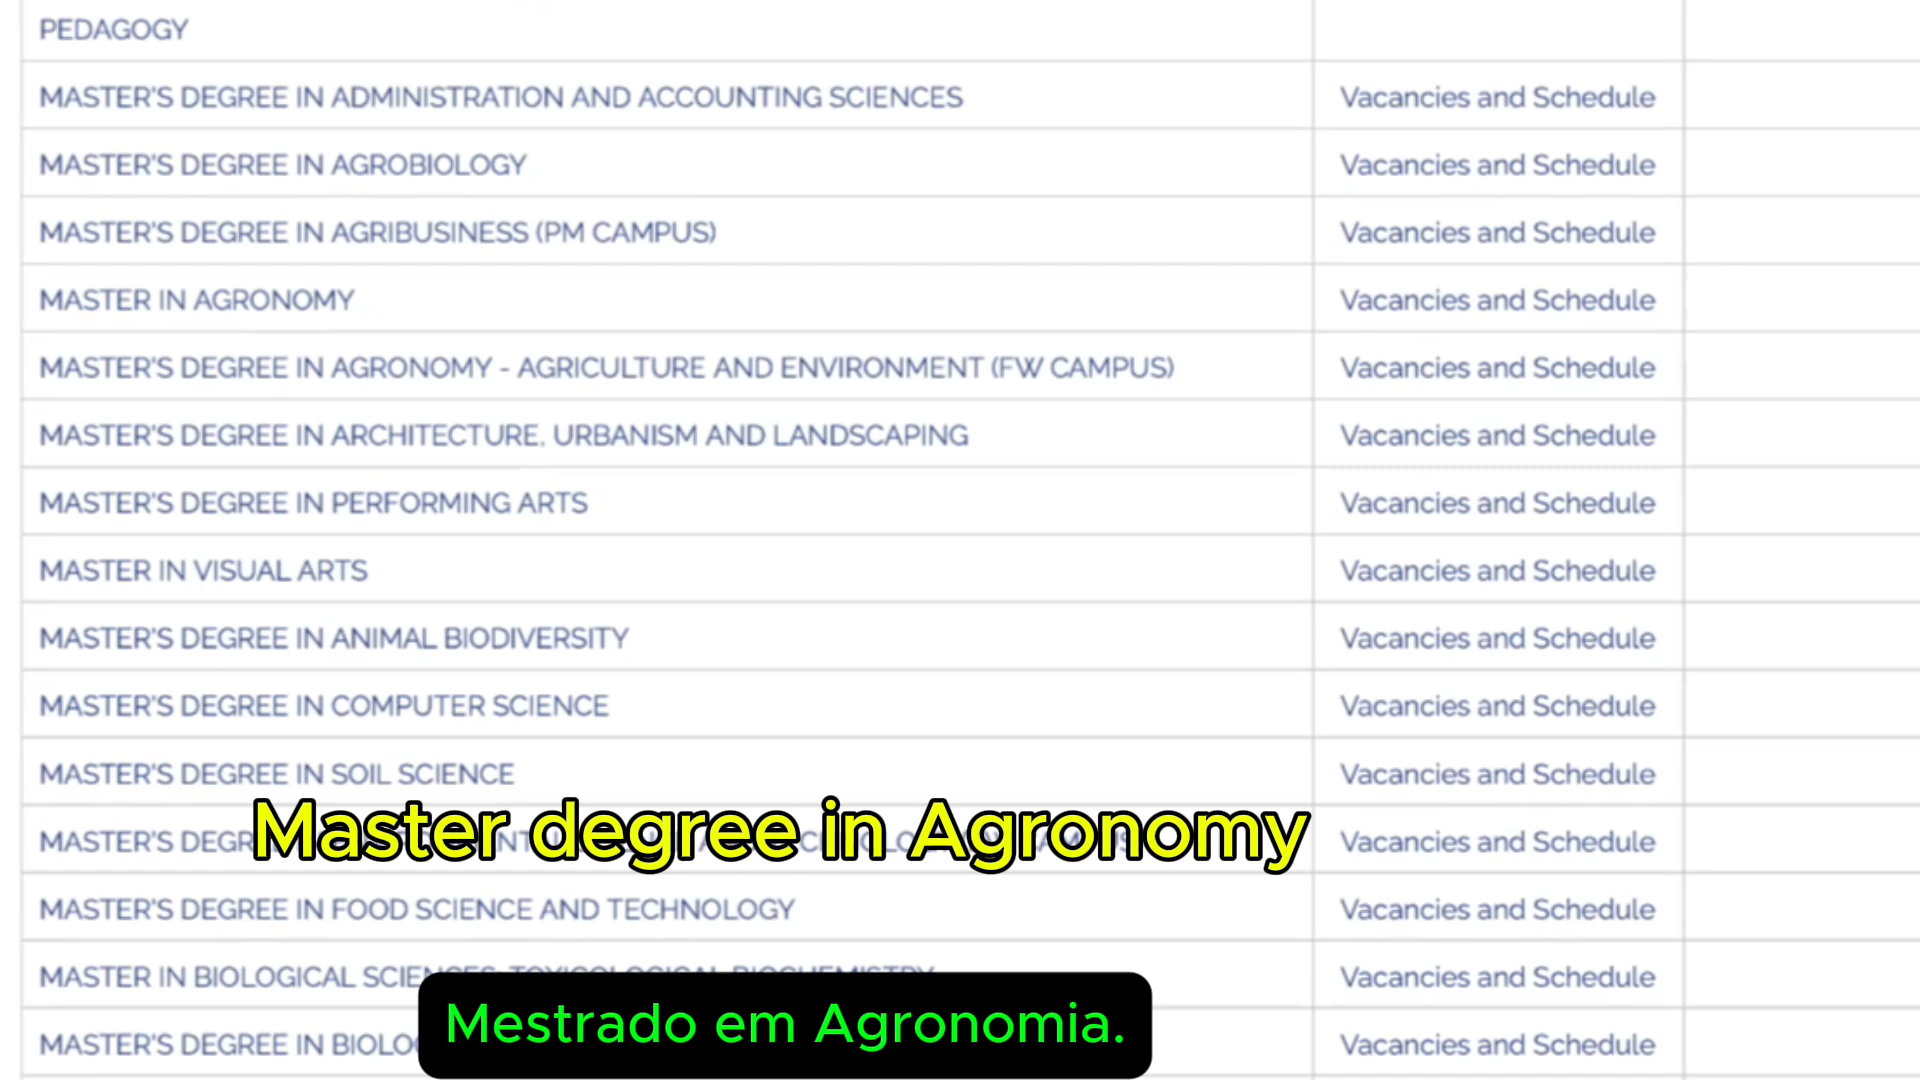 PEDAGOGY
MASTER'S DEGREE IN ADMINISTRATION AND ACCOUNTING SCIENCES Vacancies and Schedule
MASTER'S DEGREE IN AGROBIOLOGY Vacancies and Schedule
MASTER'S DEGREE IN AGRIBUSINESS (PM CAMPUS) Vacancies and Schedule
MASTER IN AGRONOMY Vacancies and Schedule
MASTER'S DEGREE IN AGRONOMY - AGRICULTURE AND ENVIRONMENT (FW CAMPUS) Vacancies and Schedule
MASTER'S DEGREE IN ARCHITECTURE, URBANISM AND LANDSCAPING Vacancies and Schedule
MASTER'S DEGREE IN PERFORMING ARTS Vacancies and Schedule
MASTER IN VISUAL ARTS Vacancies and Schedule
MASTER'S DEGREE IN ANIMAL BIODIVERSITY Vacancies and Schedule
MASTER'S DEGREE IN COMPUTER SCIENCE Vacancies and Schedule
MASTER'S DEGREE IN SOIL SCIENCE Vacancies and Schedule
Master degree in Agronomy
MASTER'S Vacancies and Schedule
MASTER'S DEGREE IN FOOD SCIENCE AND TECHNOLOGY Vacancies and Schedule
MASTER IN BIOLOGICAL SCIENCES: TOXICOLOGICAL BIOCHEMISTRY Vacancies and Schedule
Mestrado em Agronomia.
MASTER'S DEGREE IN Vacancies and Schedule